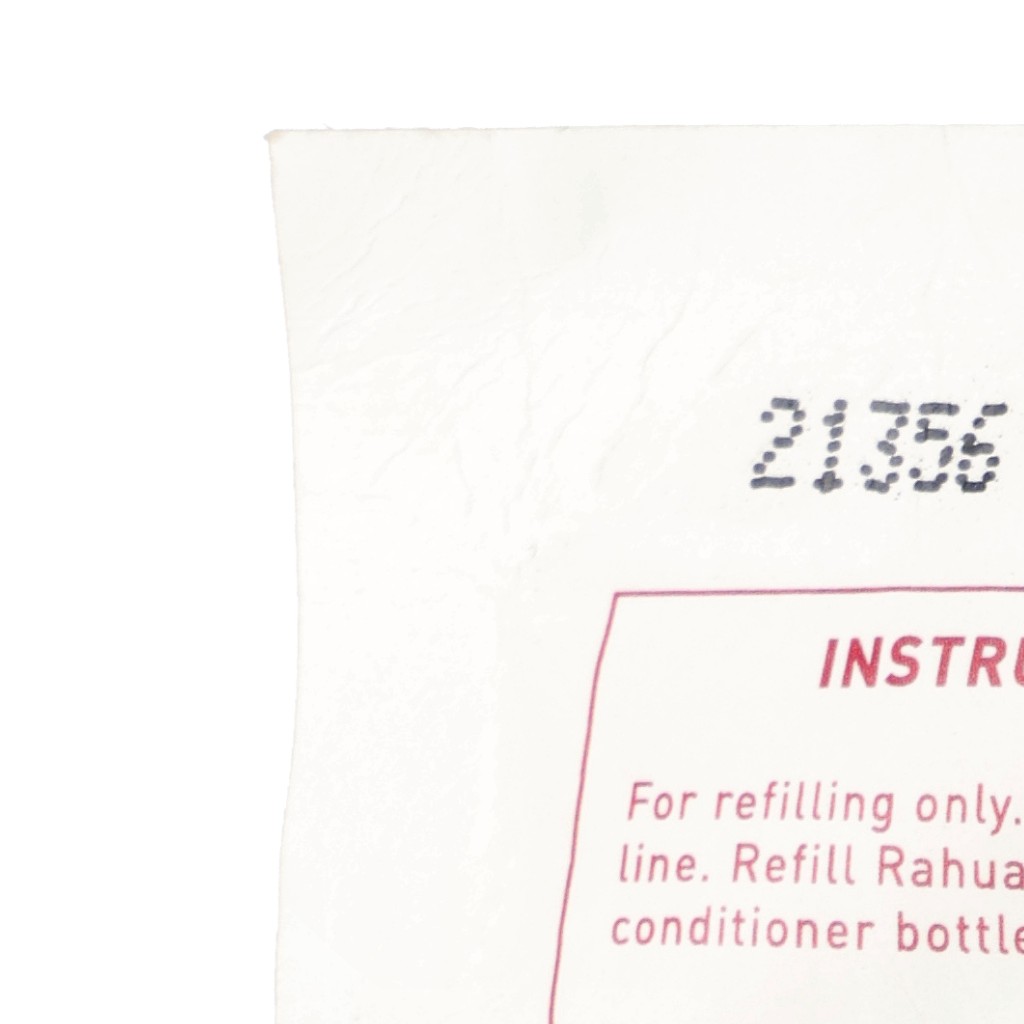 21356
INSTRU
For refilling only.
line. Refill Rahua
conditioner bottle